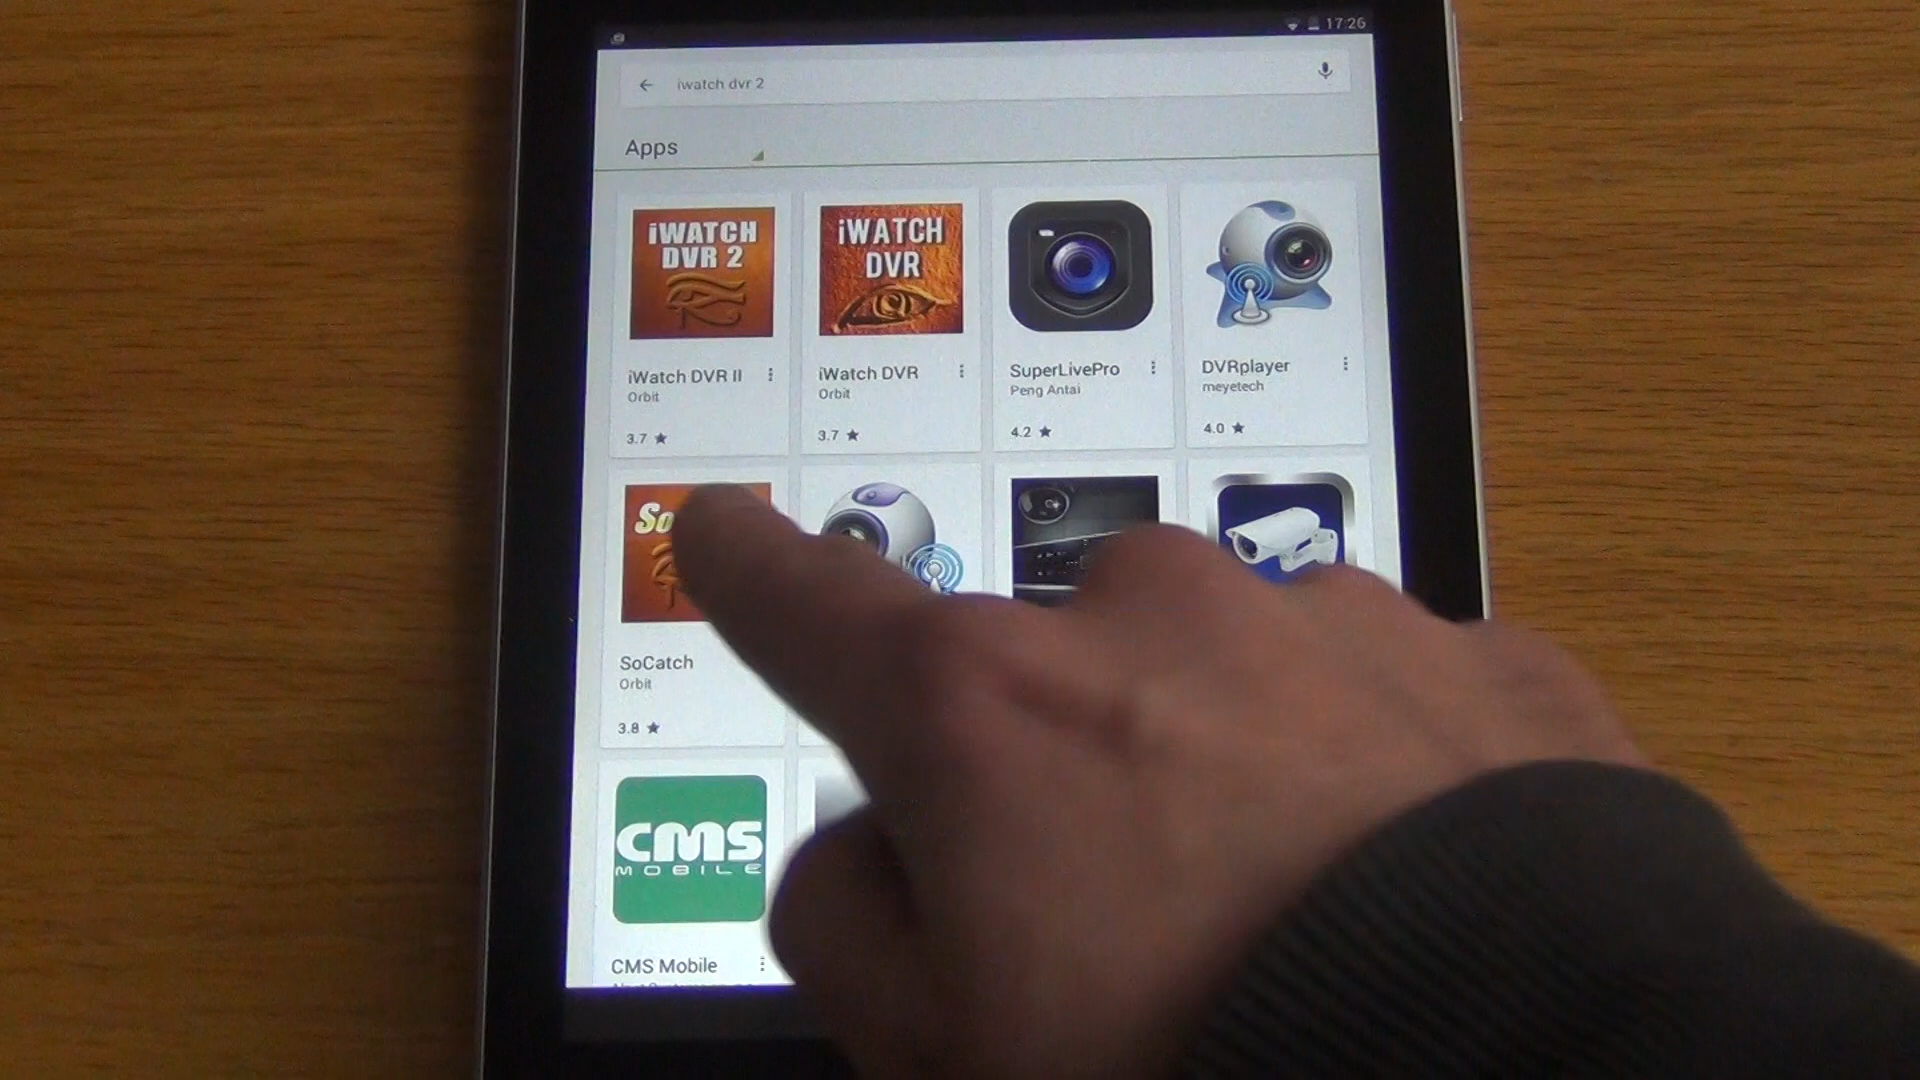 17:26
iwatch dvr 2
Apps
iWATCH
DVR 2
iWATCH
DVR
iWatch DVR II
Orbit
3.7 ★
iWatch DVR
Orbit
3.7 ★
SuperLivePro
Peng Antai
4.2 ★
DVRplayer
meyetech
4.0 ★
So
SoCatch
Orbit
3.8 ★
CMS
MOBILE
CMS Mobile